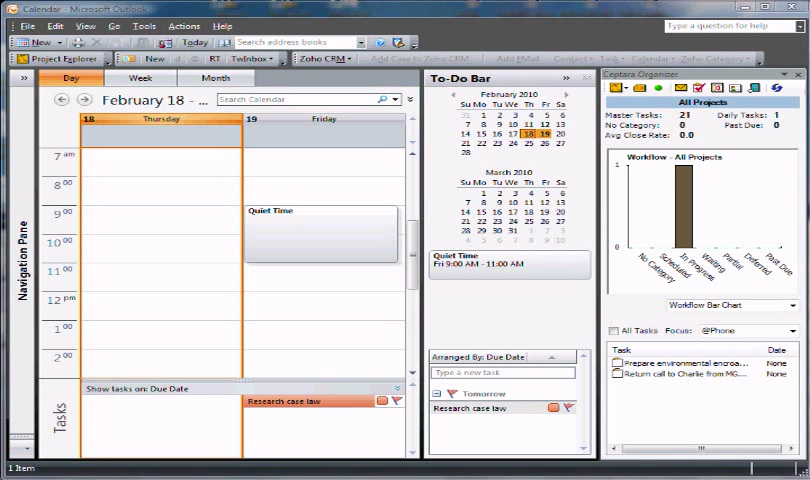 Calendar - Microsoft Outlook
File Edit View Go Tools Actions Help
Type a question for help
New Today Search address books
Project Explorer New d RT TwInbox Zoho CRM Add Case to Zoho CRM Add EMail Contact Task Calendar Zoho Category
Day Week Month
February 18 - ... Search Calendar
18 Thursday 19 Friday
7 am
8 00
9 00
Quiet Time
10 00
11 00
12 pm
1 00
2 00
Navigation Pane
Show tasks on: Due Date
Tasks
Research case law
To-Do Bar
February 2010
Su Mo Tu We Th Fr Sa
31 1 2 3 4 5 6
7 8 9 10 11 12 13
14 15 16 17 18 19 20
21 22 23 24 25 26 27
28
March 2010
Su Mo Tu We Th Fr Sa
1 2 3 4 5 6
7 8 9 10 11 12 13
14 15 16 17 18 19 20
21 22 23 24 25 26 27
28 29 30 31 1 2 3
4 5 6 7 8 9 10
Quiet Time
Fri 9:00 AM - 11:00 AM
Arranged By: Due Date
Type a new task
Tomorrow
Research case law
Ceptara Organizer
All Projects
Master Tasks: 21 Daily Tasks: 1
No Category: 0 Past Due: 0
Avg Close Rate: 0.0
Workflow - All Projects
1
0
No Category Scheduled In Progress Waiting Partial Deferred Past Due
Workflow Bar Chart
All Tasks Focus: @Phone
Task Date
Prepare environmental encroa... None
Return call to Charlie from MG... None
1 Item